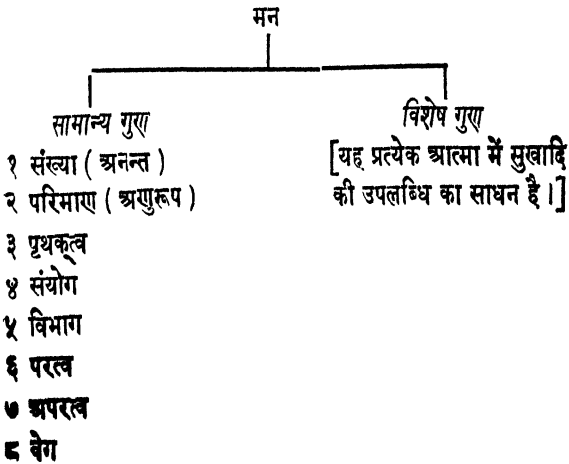 मन
सामान्य गुण
१ संख्या ( अनन्त )
२ परिमाण ( अणुरूप )
३ पृथकत्व
४ संयोग
५ विभाग
६ परत्व
७ अपरत्व
८ वेग
विशेष गुण
[यह प्रत्येक आत्मा में सुखादि
की उपलब्धि का साधन है ।]